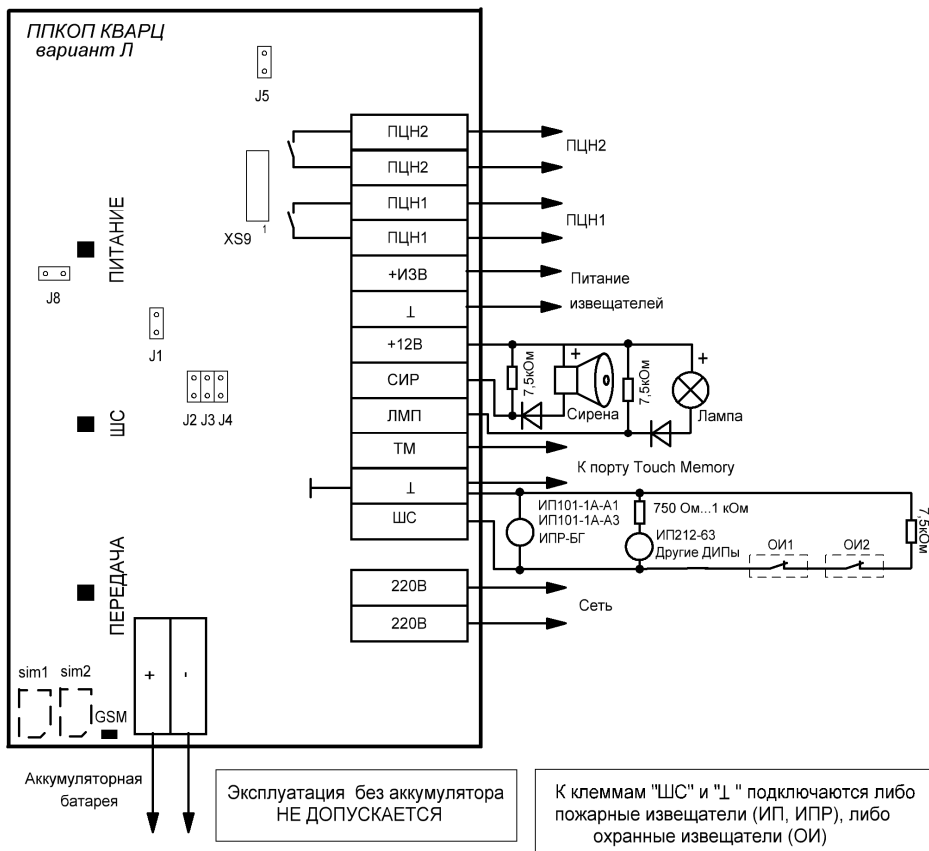 ППКОП КВАРЦ
вариант Л
J5
ПЦН2
ПЦН2
ПЦН2
ПЦН1
ПЦН1
ПЦН1
XS9
1
ПИТАНИЕ
J8
+ИЗВ
⊥
Питание
извещателей
J1
+12В
СИР
ЛМП
7,5кОм
+
Сирена
7,5кОм
+
Лампа
J2 J3 J4
ШС
ТМ
⊥
К порту Touch Memory
ШС
ИП101-1А-А1
ИП101-1А-А3
ИПР-БГ
750 Ом...1 кОм
ИП212-63
Другие ДИПы
ОИ1
ОИ2
7,5кОм
ПЕРЕДАЧА
220В
220В
Сеть
sim1
sim2
GSM
+
-
Аккумуляторная
батарея
Эксплуатация без аккумулятора
НЕ ДОПУСКАЕТСЯ
К клеммам "ШС" и "⊥" подключаются либо
пожарные извещатели (ИП, ИПР), либо
охранные извещатели (ОИ)